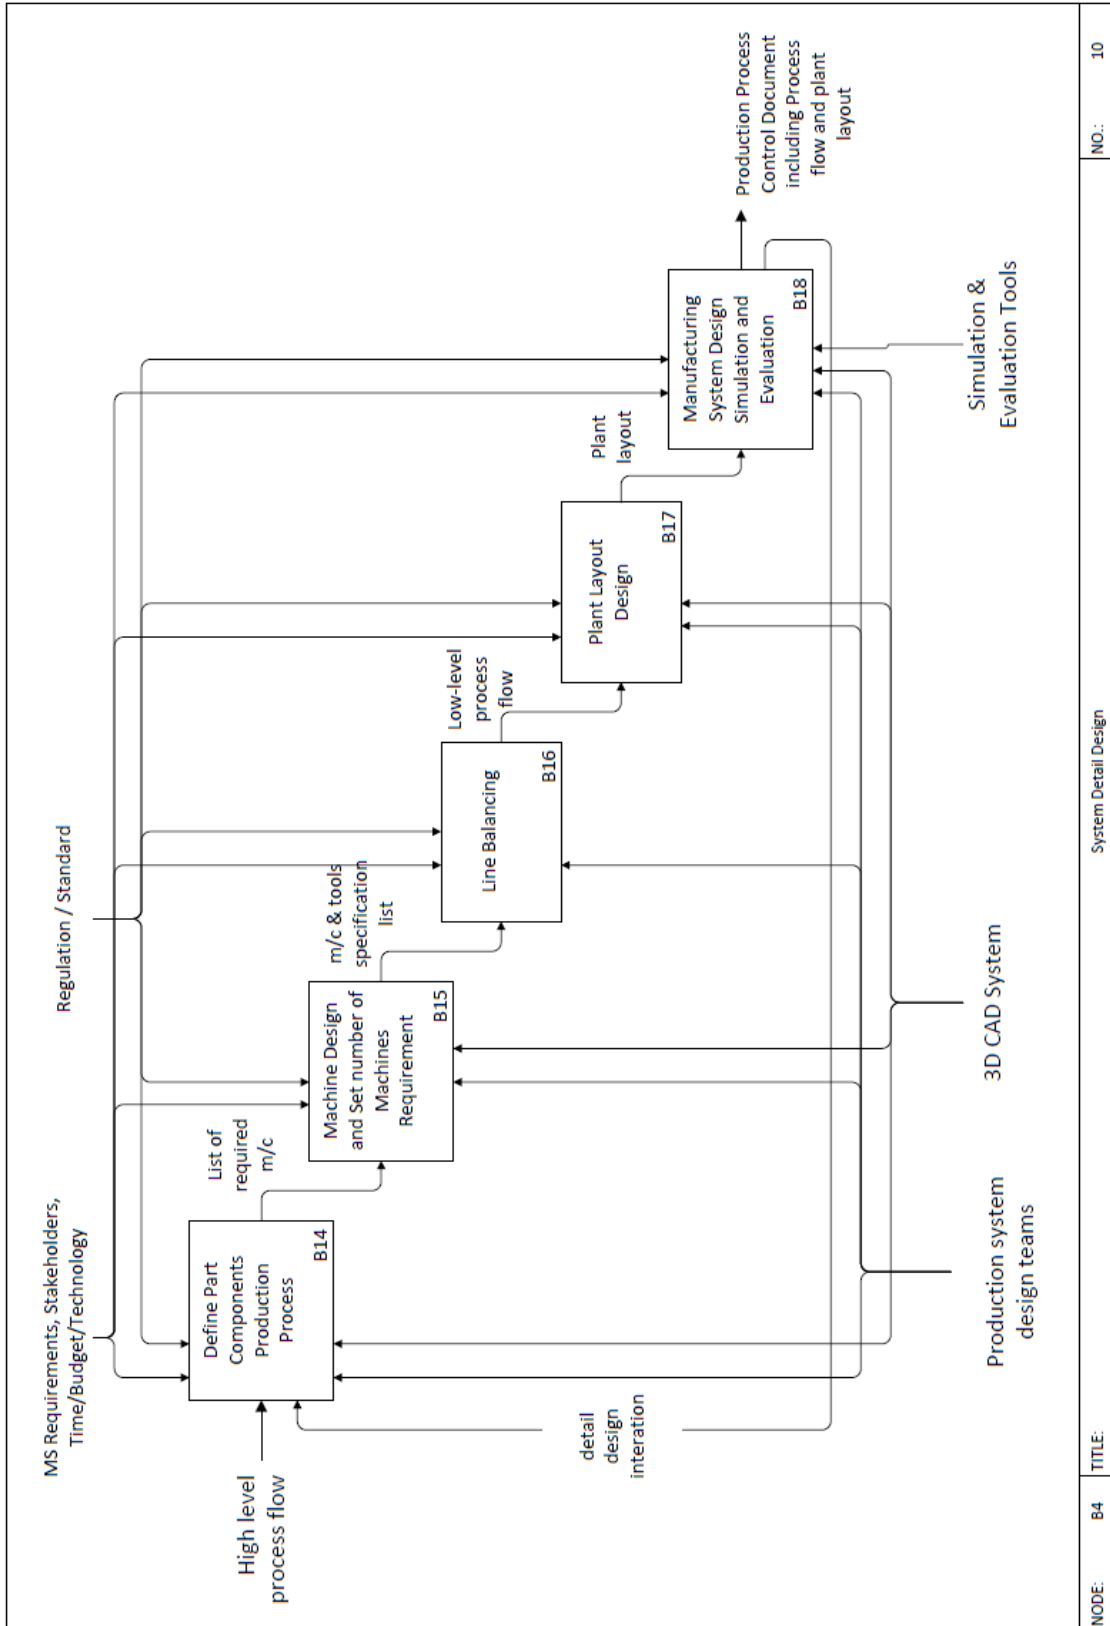 MS Requirements, Stakeholders,
Time/Budget/Technology
Regulation / Standard
High level
process flow
Define Part
Components
Production
Process
B14
List of
required
m/c
Machine Design
and Set number of
Machines
Requirement
B15
m/c & tools
specification
list
Line Balancing
B16
Low-level
process
flow
Plant Layout
Design
B17
Plant
layout
Manufacturing
System Design
Simulation and
Evaluation
B18
Production Process
Control Document
including Process
flow and plant
layout
detail
design
interation
Production system
design teams
3D CAD System
Simulation &
Evaluation Tools
NODE: B4
TITLE: System Detail Design
NO.: 10